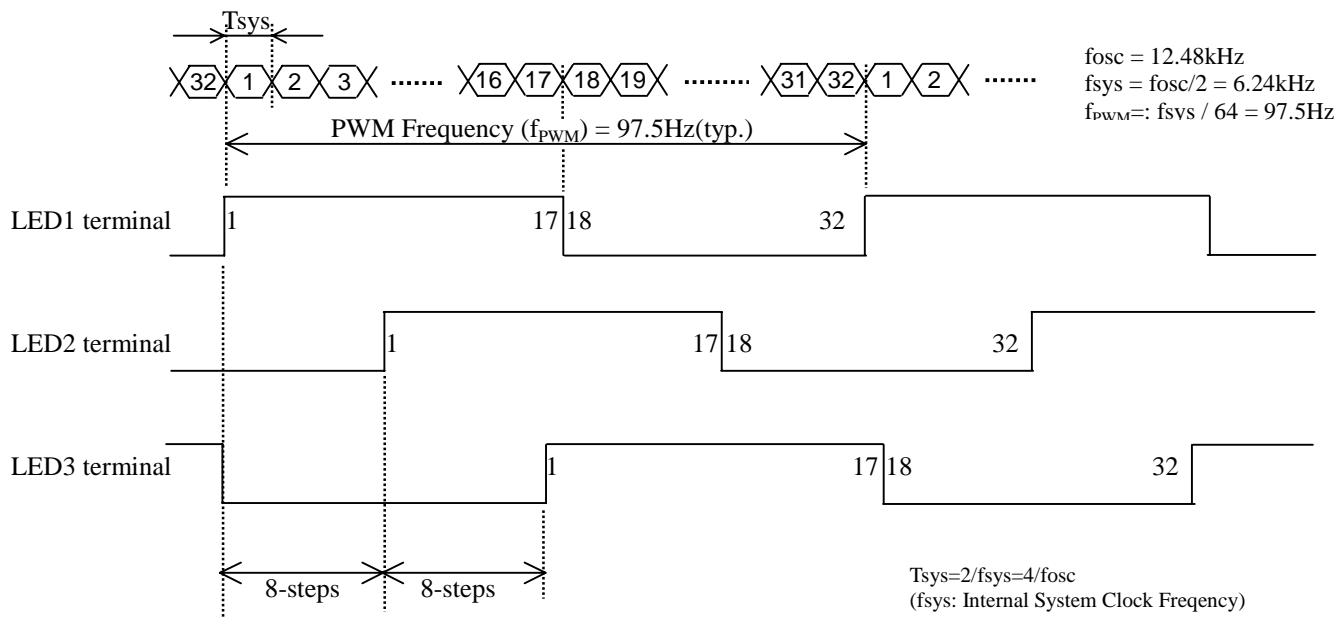 Tsys
32 1 2 3 ........ 16 17 18 19 ........ 31 32 1 2 ......
fosc = 12.48kHz
fsys = fosc/2 = 6.24kHz
fPWM=: fsys / 64 = 97.5Hz
PWM Frequency (fPWM) = 97.5Hz(typ.)
LED1 terminal 1 17 18 32
LED2 terminal 1 17 18 32
LED3 terminal 1 17 18 32
8-steps 8-steps
Tsys=2/fsys=4/fosc
(fsys: Internal System Clock Freqency)